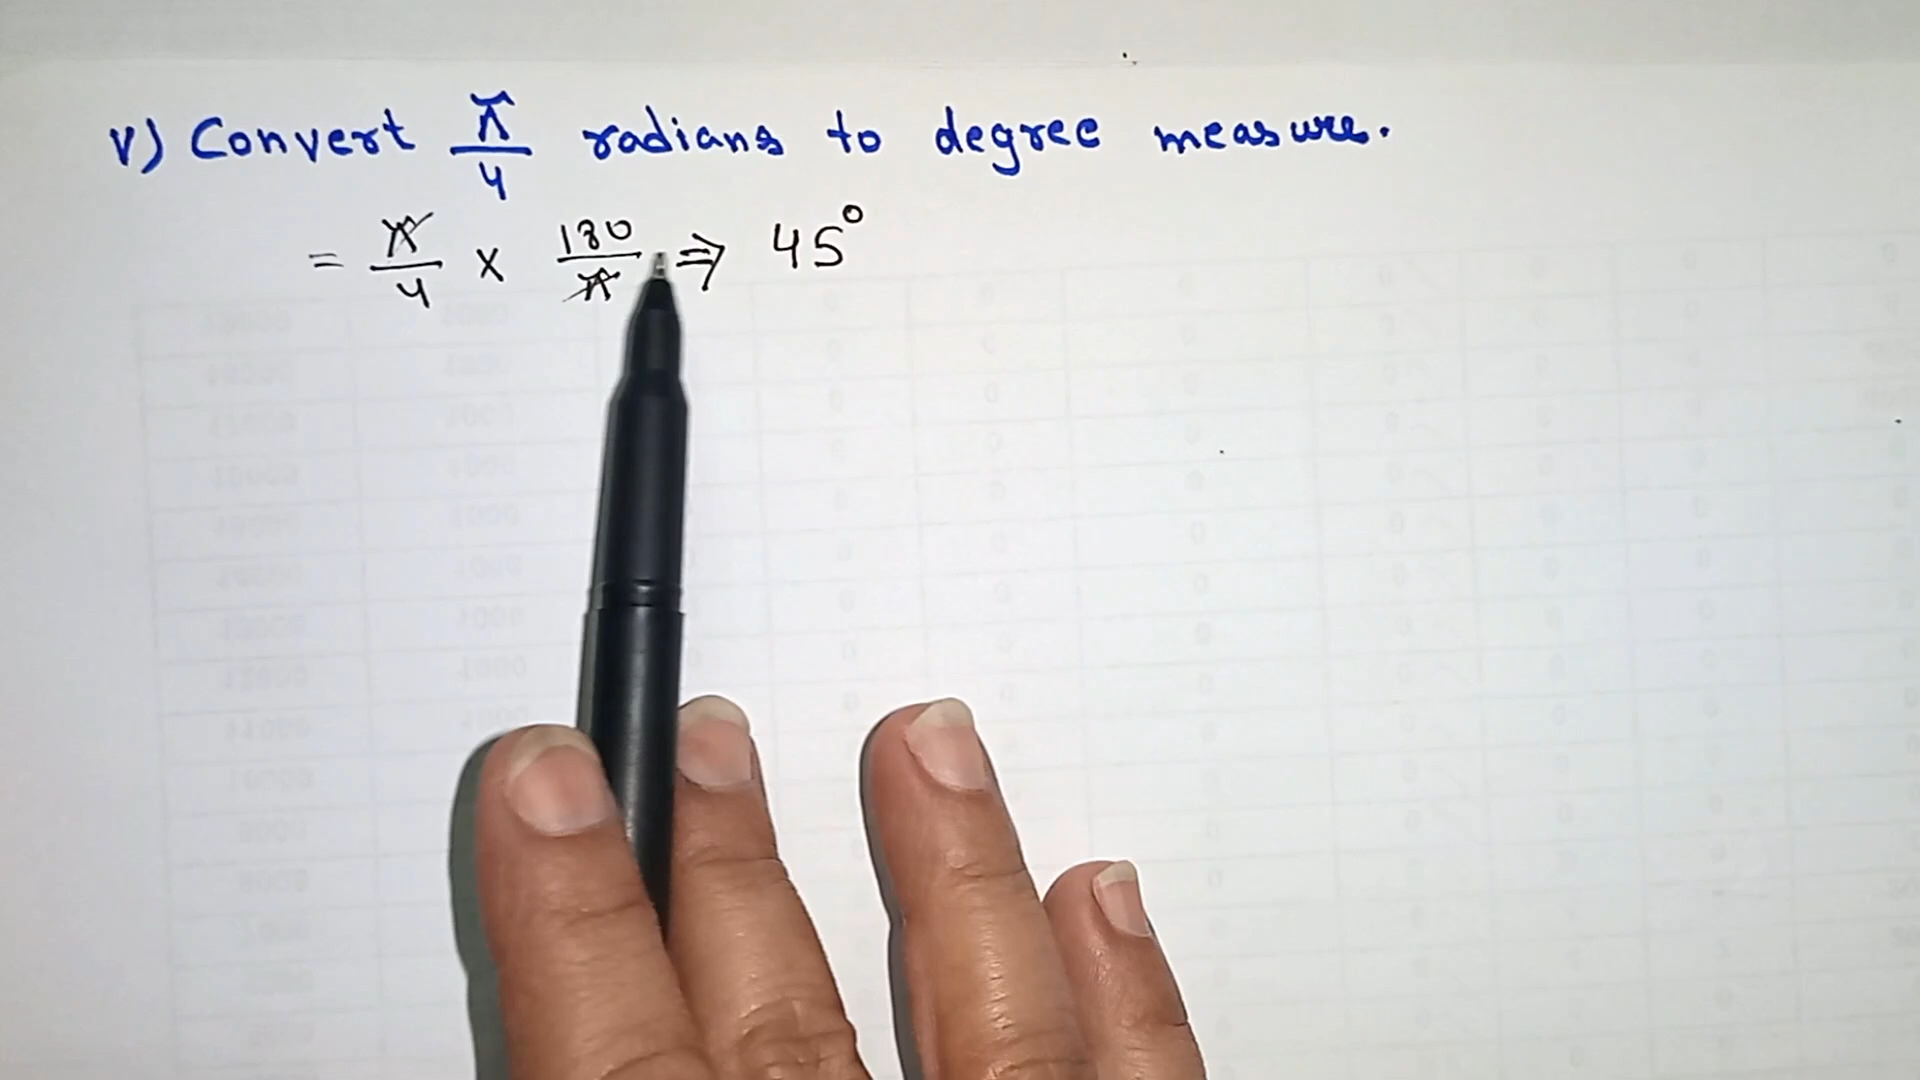 V) Convert π/4 radians to degree measure.
= π/4 × 180/π ⇒ 45°